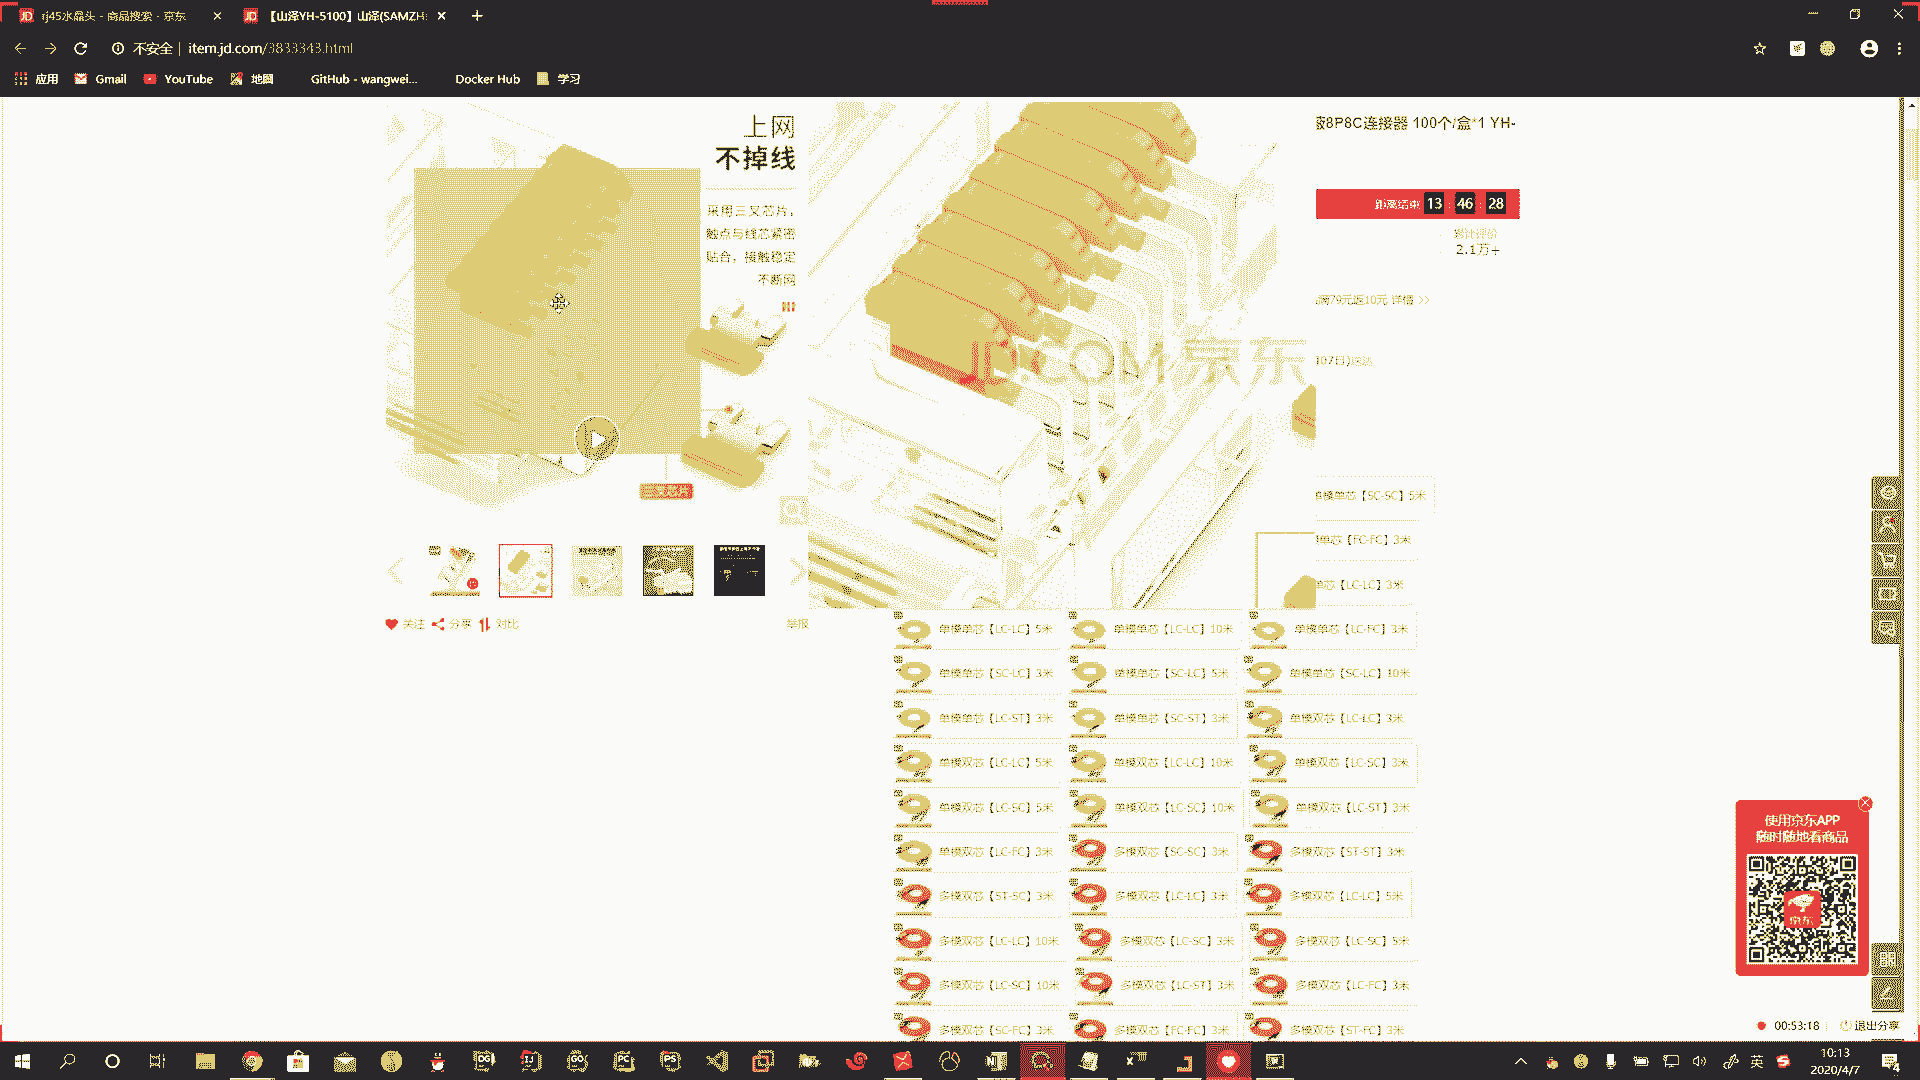 rj45水晶头 - 商品搜索 - 京东
【山泽YH-5100】山泽(SAMZH
不安全 | item.jd.com/3833343.html
应用
Gmail
YouTube
地图
GitHub - wangwei...
Docker Hub
学习
上网
不掉线
采用三叉芯片，
触点与线芯紧密
贴合，接触稳定
不断网
三叉芯片
8P8C连接器 100个/盒*1 YH-
距离结束 13 : 46 : 28
累计评价
2.1万+
满79元返10元 详情 >>
JD.COM 京东
单模单芯【SC-SC】5米
单芯【FC-FC】3米
单芯【LC-LC】3米
关注 分享 对比
举报
单模单芯【LC-LC】5米 单模单芯【LC-LC】10米 单模单芯【LC-FC】3米
单模单芯【SC-LC】3米 单模单芯【SC-LC】5米 单模单芯【SC-LC】10米
单模单芯【LC-ST】3米 单模单芯【SC-ST】3米 单模双芯【LC-LC】3米
单模双芯【LC-LC】5米 单模双芯【LC-LC】10米 单模双芯【LC-SC】3米
单模双芯【LC-SC】5米 单模双芯【LC-SC】10米 单模双芯【LC-ST】3米
单模双芯【LC-FC】3米 多模双芯【SC-SC】3米 多模双芯【ST-ST】3米
多模双芯【ST-SC】3米 多模双芯【LC-LC】3米 多模双芯【LC-LC】5米
多模双芯【LC-LC】10米 多模双芯【LC-SC】3米 多模双芯【LC-SC】5米
多模双芯【LC-SC】10米 多模双芯【LC-ST】3米 多模双芯【LC-FC】3米
多模双芯【SC-FC】3米 多模双芯【FC-FC】3米 多模双芯【ST-FC】3米
使用京东APP
随时随地看商品
京东
00:53:18 退出分享
英
10:13
2020/4/7